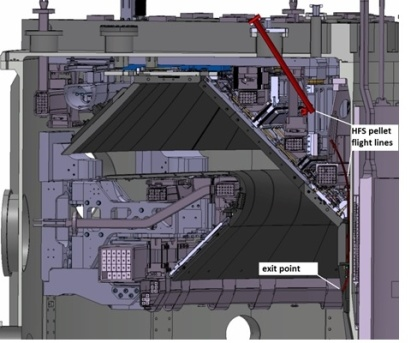 HFS pellet
flight lines
exit point